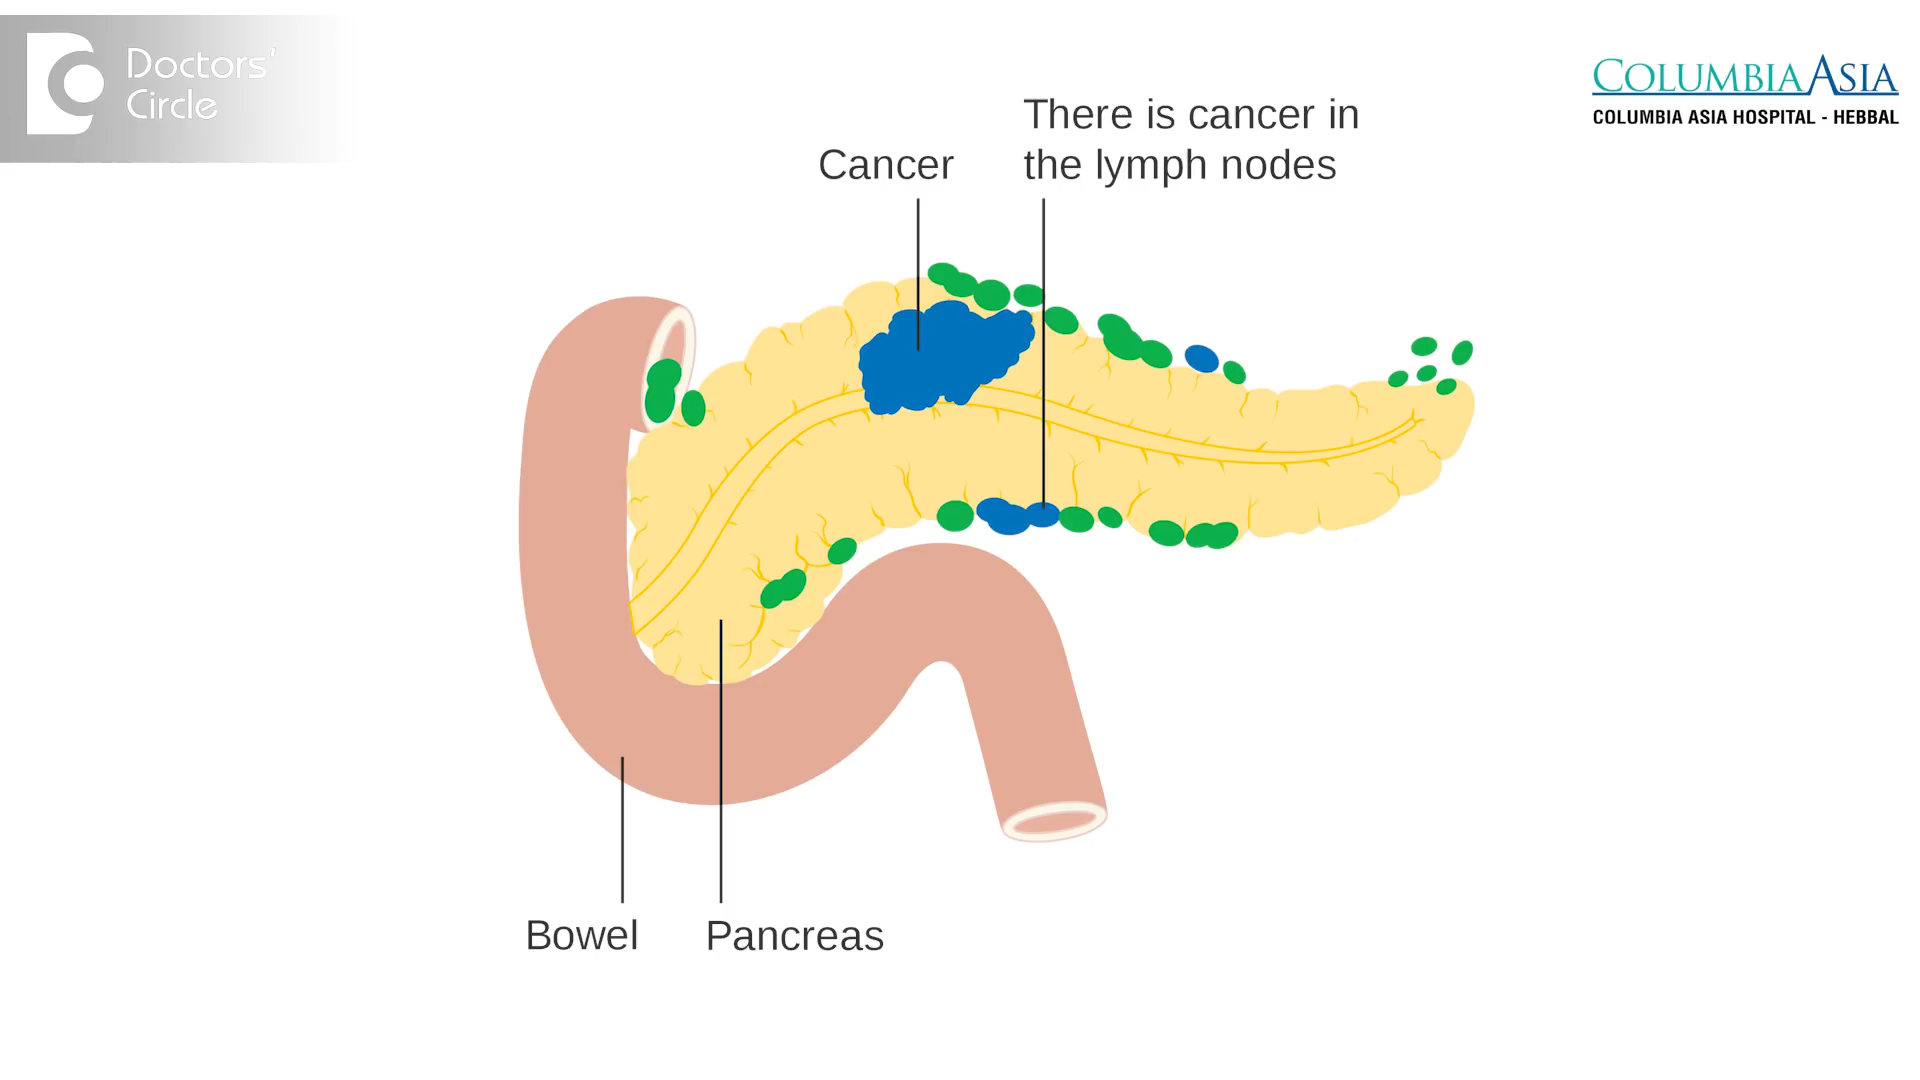 Doctors'
Circle
COLUMBIA ASIA
COLUMBIA ASIA HOSPITAL - HEBBAL
There is cancer in
the lymph nodes
Cancer
Bowel
Pancreas